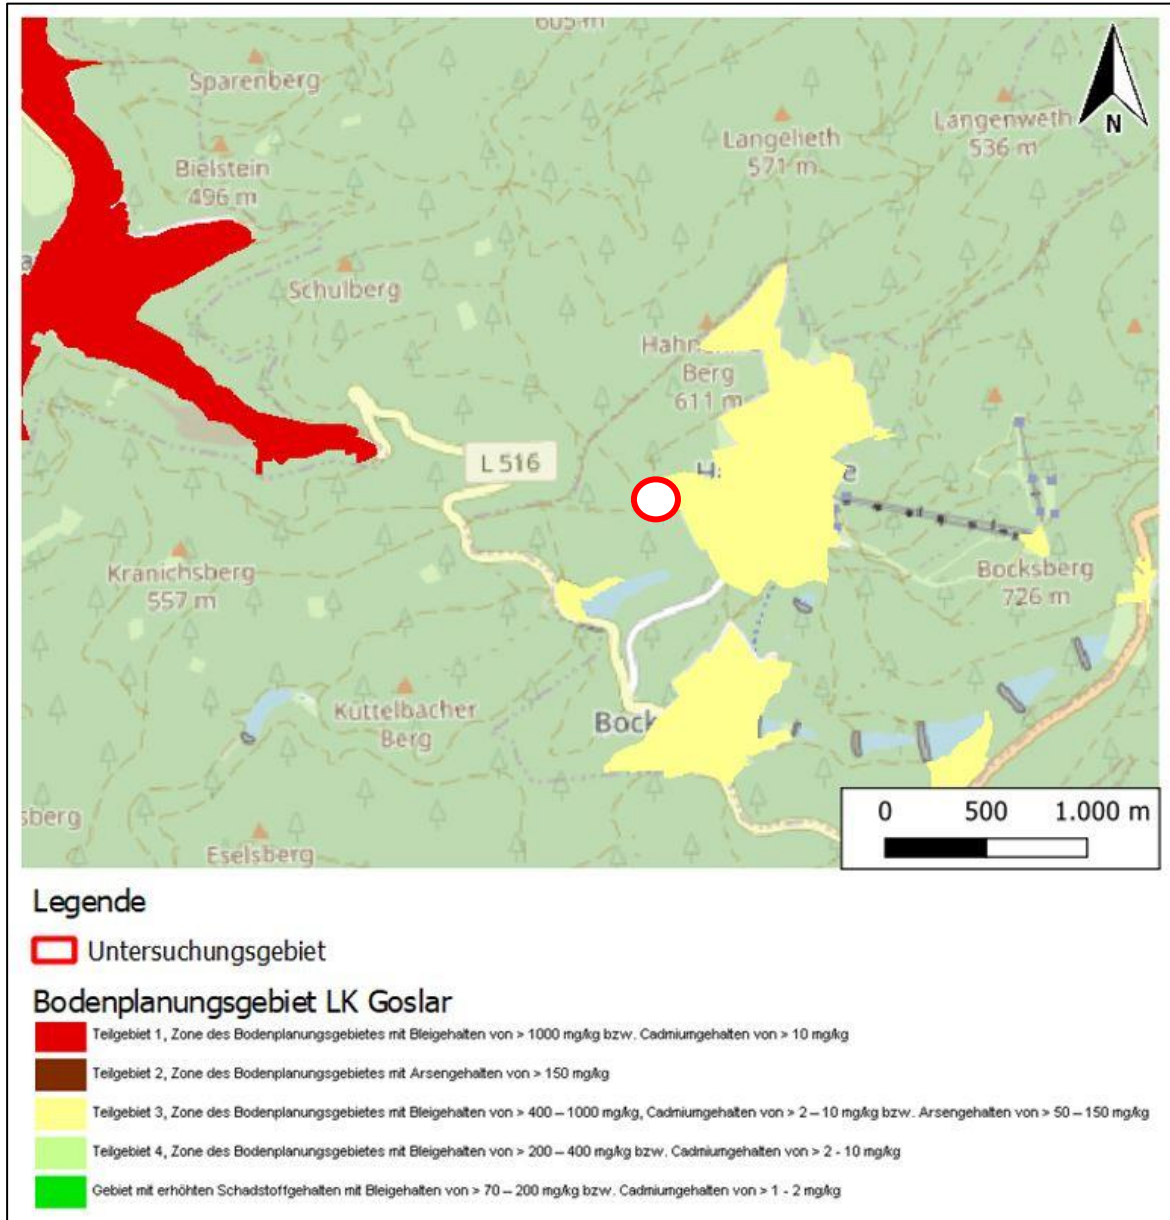 605 m
Sparenberg
N
Langelieth
571 m
Langenweth
536 m
Bielstein
496 m
Schulberg
Berg
611 m
L 516
Kranichsberg
557 m
Bocksberg
726 m
Kuttelbacher
Berg
Bock
sberg
Eselsberg
0 500 1.000 m
Legende
Untersuchungsgebiet
Bodenplanungsgebiet LK Goslar
Teilgebiet 1, Zone des Bodenplanungsgebietes mit Bleigehalten von > 1000 mg/kg bzw. Cadmiumgehalten von > 10 mg/kg
Teilgebiet 2, Zone des Bodenplanungsgebietes mit Arsengehalten von > 150 mg/kg
Teilgebiet 3, Zone des Bodenplanungsgebietes mit Bleigehalten von > 400 – 1000 mg/kg, Cadmiumgehalten von > 2 – 10 mg/kg bzw. Arsengehalten von > 50 – 150 mg/kg
Teilgebiet 4, Zone des Bodenplanungsgebietes mit Bleigehalten von > 200 – 400 mg/kg bzw. Cadmiumgehalten von > 2 - 10 mg/kg
Gebiet mit erhöhten Schadstoffgehalten mit Bleigehalten von > 70 – 200 mg/kg bzw. Cadmiumgehalten von > 1 - 2 mg/kg